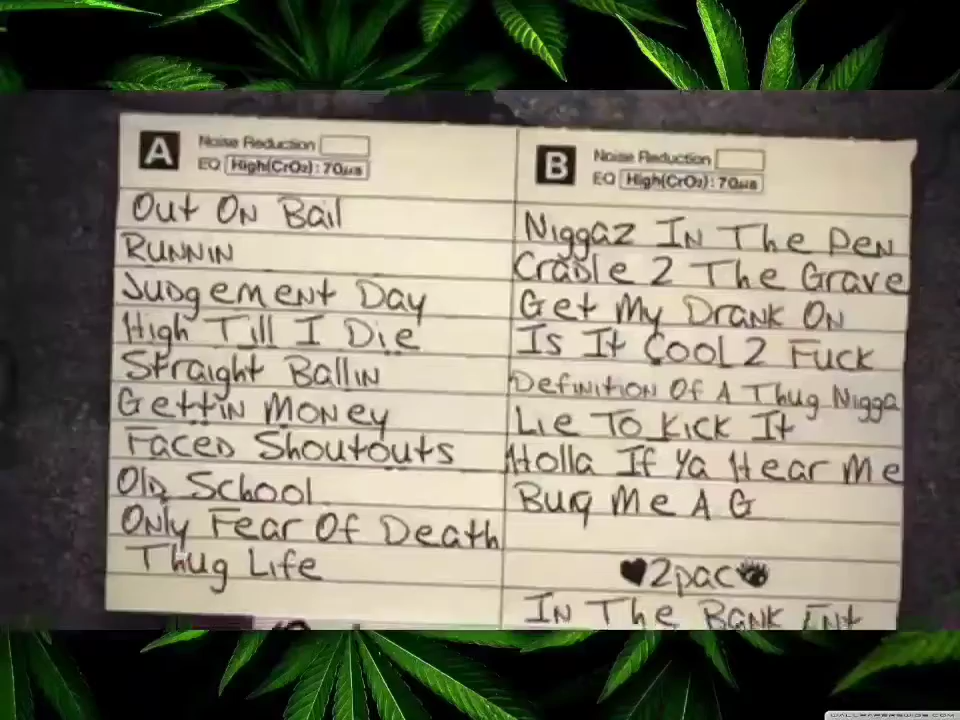 A
Noise Reduction
EQ High(CrO2):70μs
Out On Bail
Runnin
Judgement Day
High Till I Die
Straight Ballin
Gettin Money
Faced Shoutouts
Old School
Only Fear Of Death
Thug Life
B
Noise Reduction
EQ High(CrO2):70μs
Niggaz In The Pen
Cradle 2 The Grave
Get My Drank On
Is It Cool 2 Fuck
Definition Of A Thug Nigga
Lie To Kick It
Holla If Ya Hear Me
Bury Me A G
2pac
In The Bank Ent
WALLPAPERSWIDE.COM